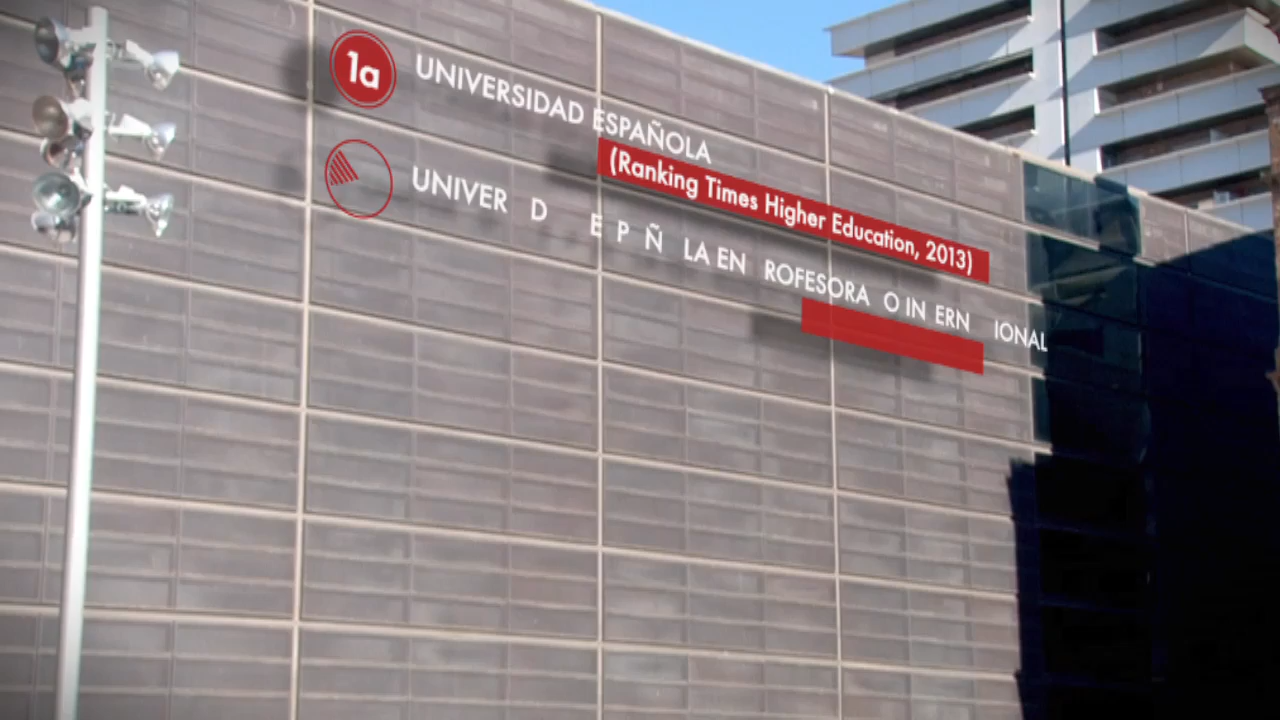 1a
UNIVERSIDAD ESPAÑOLA
(Ranking Times Higher Education, 2013)
UNIVER D E P Ñ LA EN ROFESORA O IN ERN IONAL